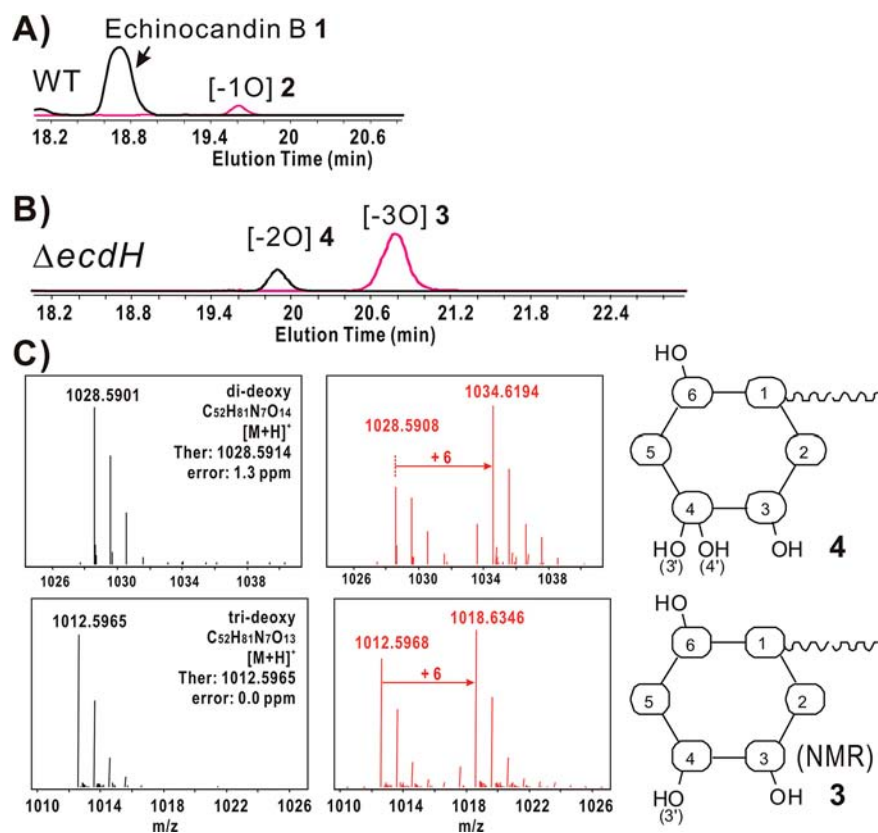 A)
Echinocandin B 1
WT
[-1O] 2
18.2 18.8 19.4 20 20.6
Elution Time (min)
B)
ΔecdH
[-2O] 4
[-3O] 3
18.2 18.8 19.4 20 20.6 21.2 21.8 22.4
Elution Time (min)
C)
1028.5901
di-deoxy
C52H81N7O14
[M+H]+
Ther: 1028.5914
error: 1.3 ppm
1026 1030 1034 1038
1034.6194
1028.5908
+ 6
1026 1030 1034 1038
HO
6 1
5 2
4 3
HO OH OH
(3') (4')
4
1012.5965
tri-deoxy
C52H81N7O13
[M+H]+
Ther: 1012.5965
error: 0.0 ppm
1010 1014 1018 1022 1026
m/z
1018.6346
1012.5968
+ 6
1010 1014 1018 1022 1026
m/z
HO
6 1
5 2
4 3 (NMR)
HO OH
(3')
3